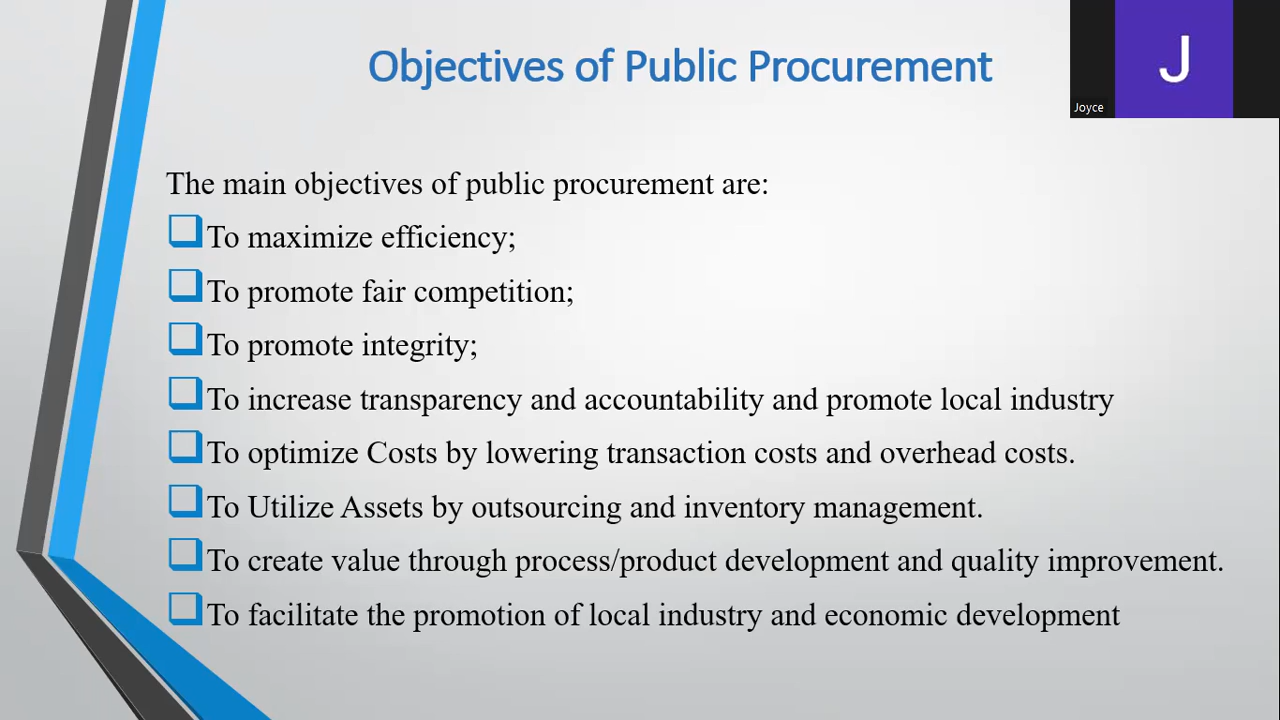 Objectives of Public Procurement
J
Joyce
The main objectives of public procurement are:
To maximize efficiency;
To promote fair competition;
To promote integrity;
To increase transparency and accountability and promote local industry
To optimize Costs by lowering transaction costs and overhead costs.
To Utilize Assets by outsourcing and inventory management.
To create value through process/product development and quality improvement.
To facilitate the promotion of local industry and economic development